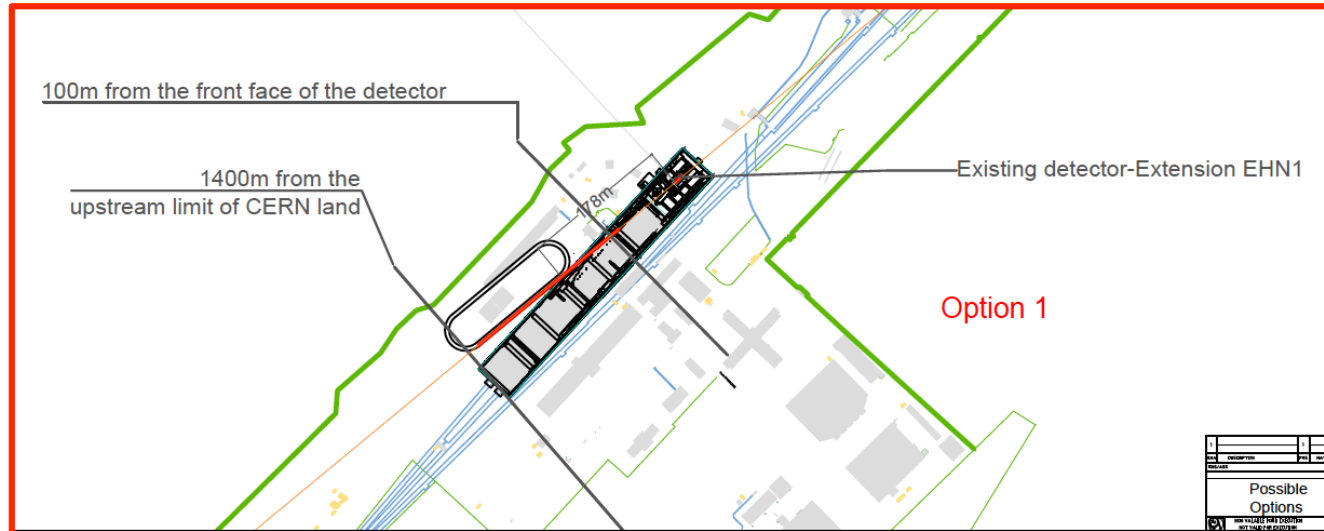 100m from the front face of the detector
1400m from the
upstream limit of CERN land
178m
Existing detector-Extension EHN1
Option 1
DESCRIPTION
Possible
Options